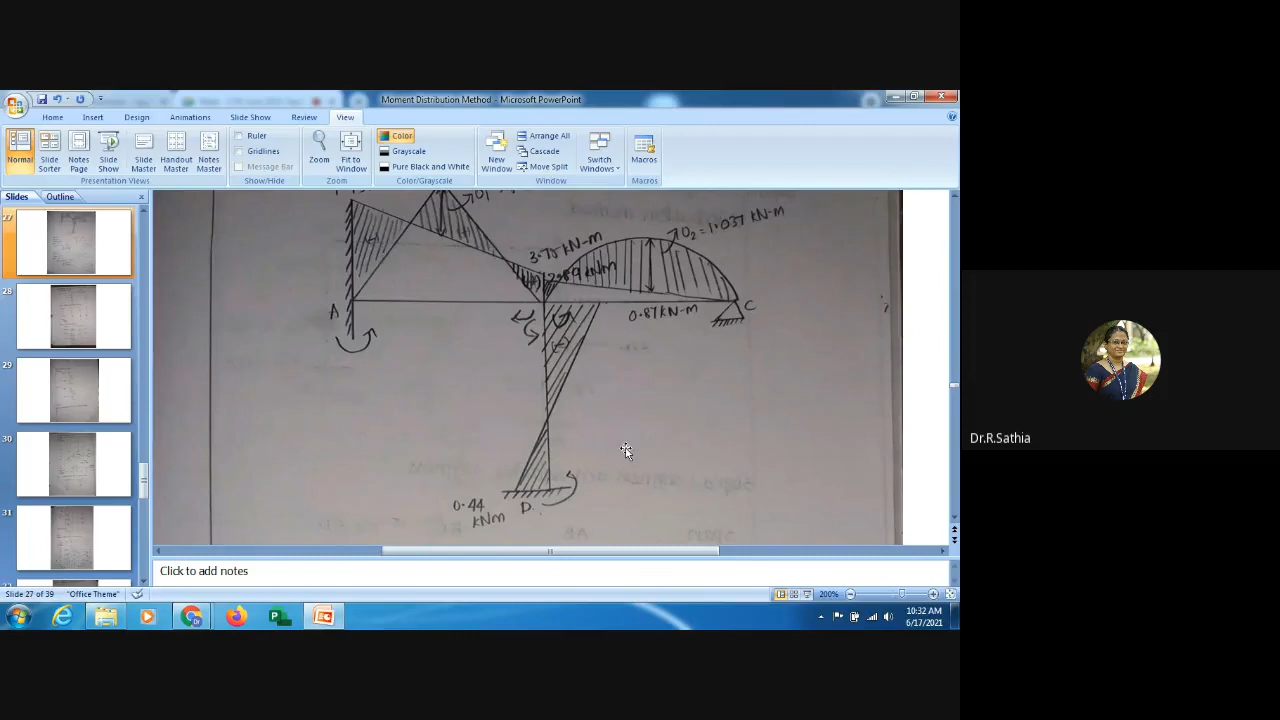 Moment Distribution Method - Microsoft PowerPoint
Home Insert Design Animations Slide Show Review View
Normal Slide Sorter Notes Page Slide Show Slide Master Handout Master Notes Master
Presentation Views
Ruler
Gridlines
Message Bar
Show/Hide
Zoom Fit to Window
Zoom
Color
Grayscale
Pure Black and White
Color/Grayscale
New Window
Arrange All
Cascade
Move Split
Switch Windows
Window
Macros
Macros
Slides Outline
27
28
29
30
31
3.75 kN-m
O2 = 1.037 kN-m
A
0.87 kN-m
C
0.44 kNm
D.
Click to add notes
Slide 27 of 39 "Office Theme" 200%
10:32 AM
6/17/2021
Dr.R.Sathia